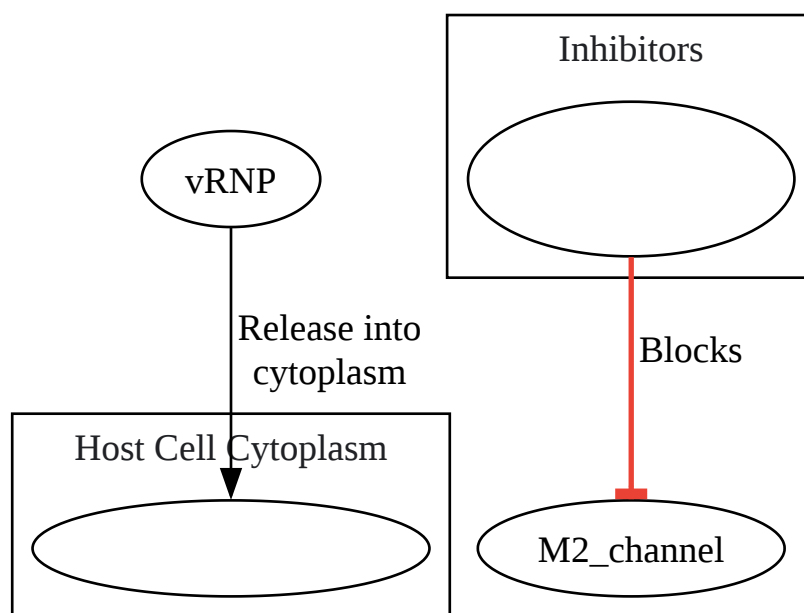 Inhibitors
vRNP
Release into
cytoplasm
Blocks
Host Cell Cytoplasm
M2_channel